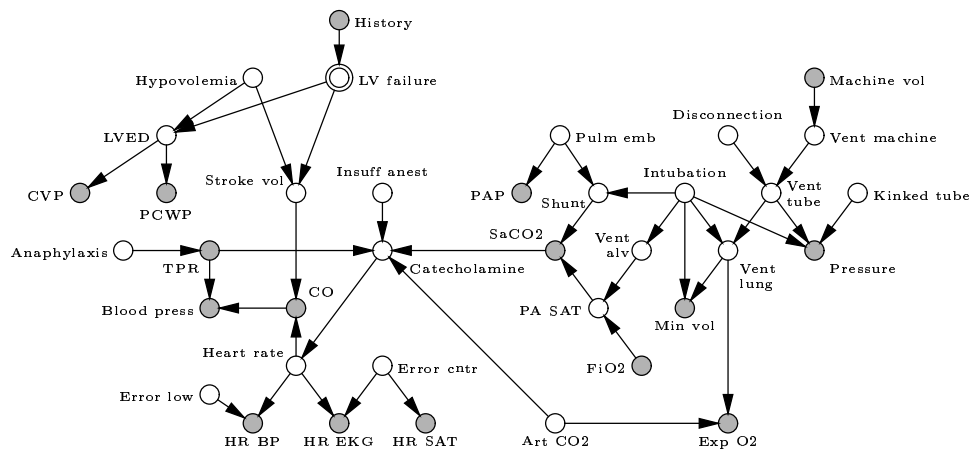 History
Hypovolemia
LV failure
Machine vol
Disconnection
LVED
Pulm emb
Vent machine
Insuff anest
Intubation
Stroke vol
CVP
PCWP
PAP
Shunt
Vent
tube
Kinked tube
SaCO2
Vent
alv
Anaphylaxis
TPR
Catecholamine
Vent
lung
Pressure
CO
Blood press
PA SAT
Min vol
Heart rate
Error cntr
FiO2
Error low
HR BP
HR EKG
HR SAT
Art CO2
Exp O2